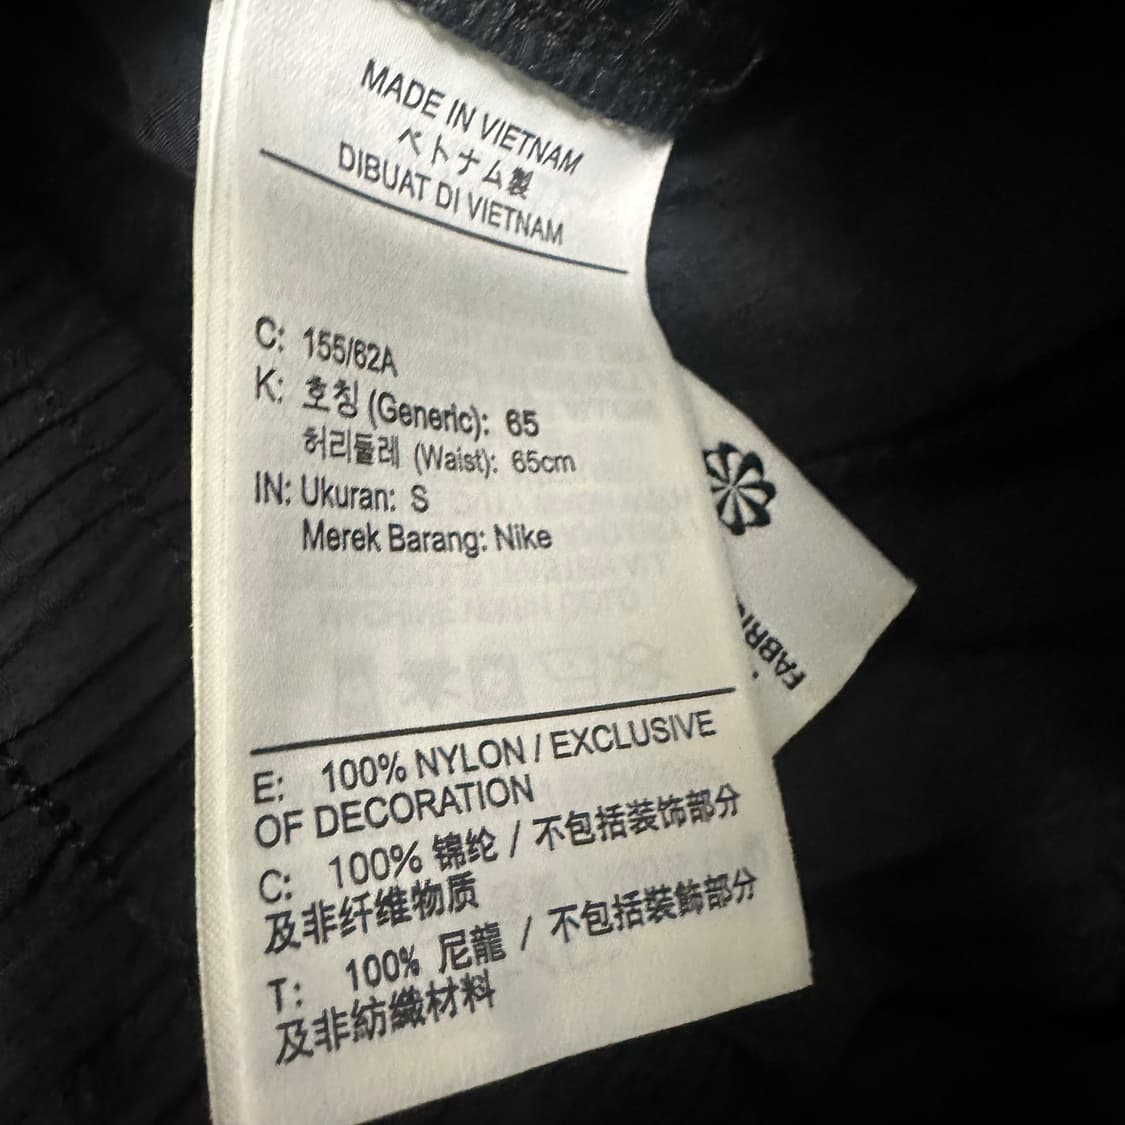 MADE IN VIETNAM
ベトナム製
DIBUAT DI VIETNAM
C: 155/62A
K: 호칭 (Generic): 65
허리둘레 (Waist): 65cm
IN: Ukuran: S
Merek Barang: Nike
E: 100% NYLON / EXCLUSIVE
OF DECORATION
C: 100% 锦纶 / 不包括装饰部分
及非纤维物质
T: 100% 尼龍 / 不包括裝飾部分
及非紡織材料